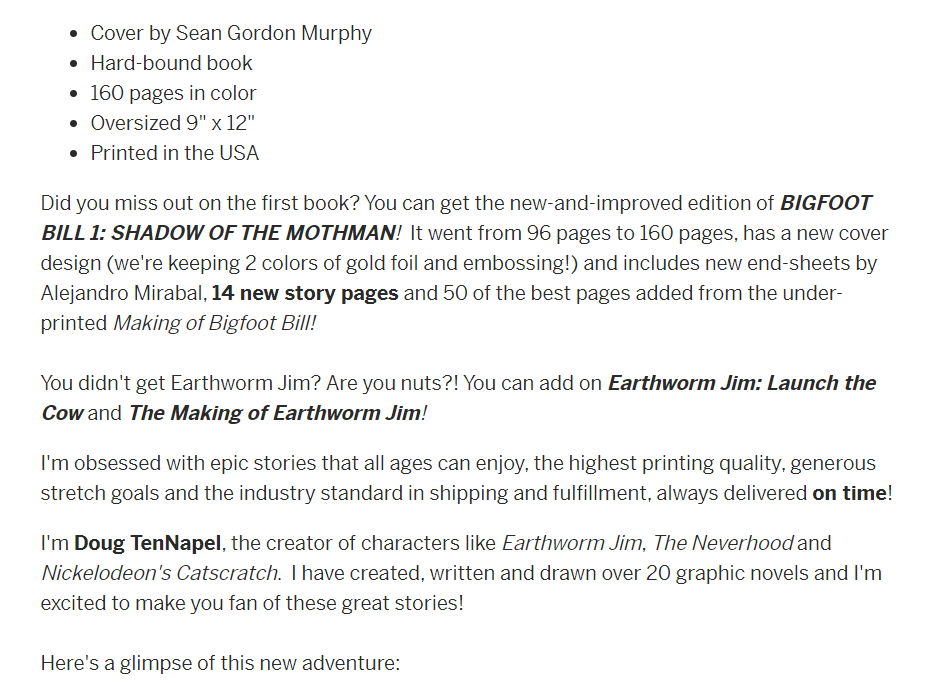 Cover by Sean Gordon Murphy
Hard-bound book
160 pages in color
Oversized 9" x 12"
Printed in the USA
Did you miss out on the first book? You can get the new-and-improved edition of BIGFOOT
BILL 1: SHADOW OF THE MOTHMAN! It went from 96 pages to 160 pages, has a new cover
design (we're keeping 2 colors of gold foil and embossing!) and includes new end-sheets by
Alejandro Mirabal, 14 new story pages and 50 of the best pages added from the under-
printed Making of Bigfoot Bill!
You didn't get Earthworm Jim? Are you nuts?! You can add on Earthworm Jim: Launch the
Cow and The Making of Earthworm Jim!
I'm obsessed with epic stories that all ages can enjoy, the highest printing quality, generous
stretch goals and the industry standard in shipping and fulfillment, always delivered on time!
I'm Doug TenNapel, the creator of characters like Earthworm Jim, The Neverhood and
Nickelodeon's Catscratch. I have created, written and drawn over 20 graphic novels and I'm
excited to make you fan of these great stories!
Here's a glimpse of this new adventure: